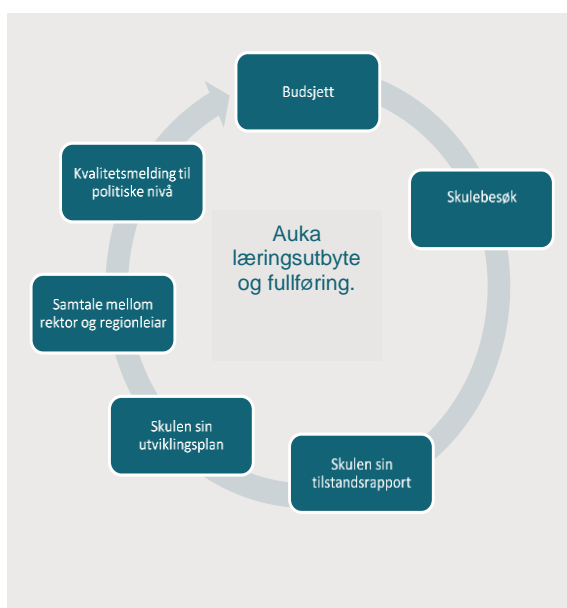 Budsjett
Skulebesøk
Skulen sin
tilstandsrapport
Skulen sin
utviklingsplan
Samtale mellom
rektor og regionleiar
Kvalitetsmelding til
politiske nivå
Auka
læringsutbyte
og fullføring.